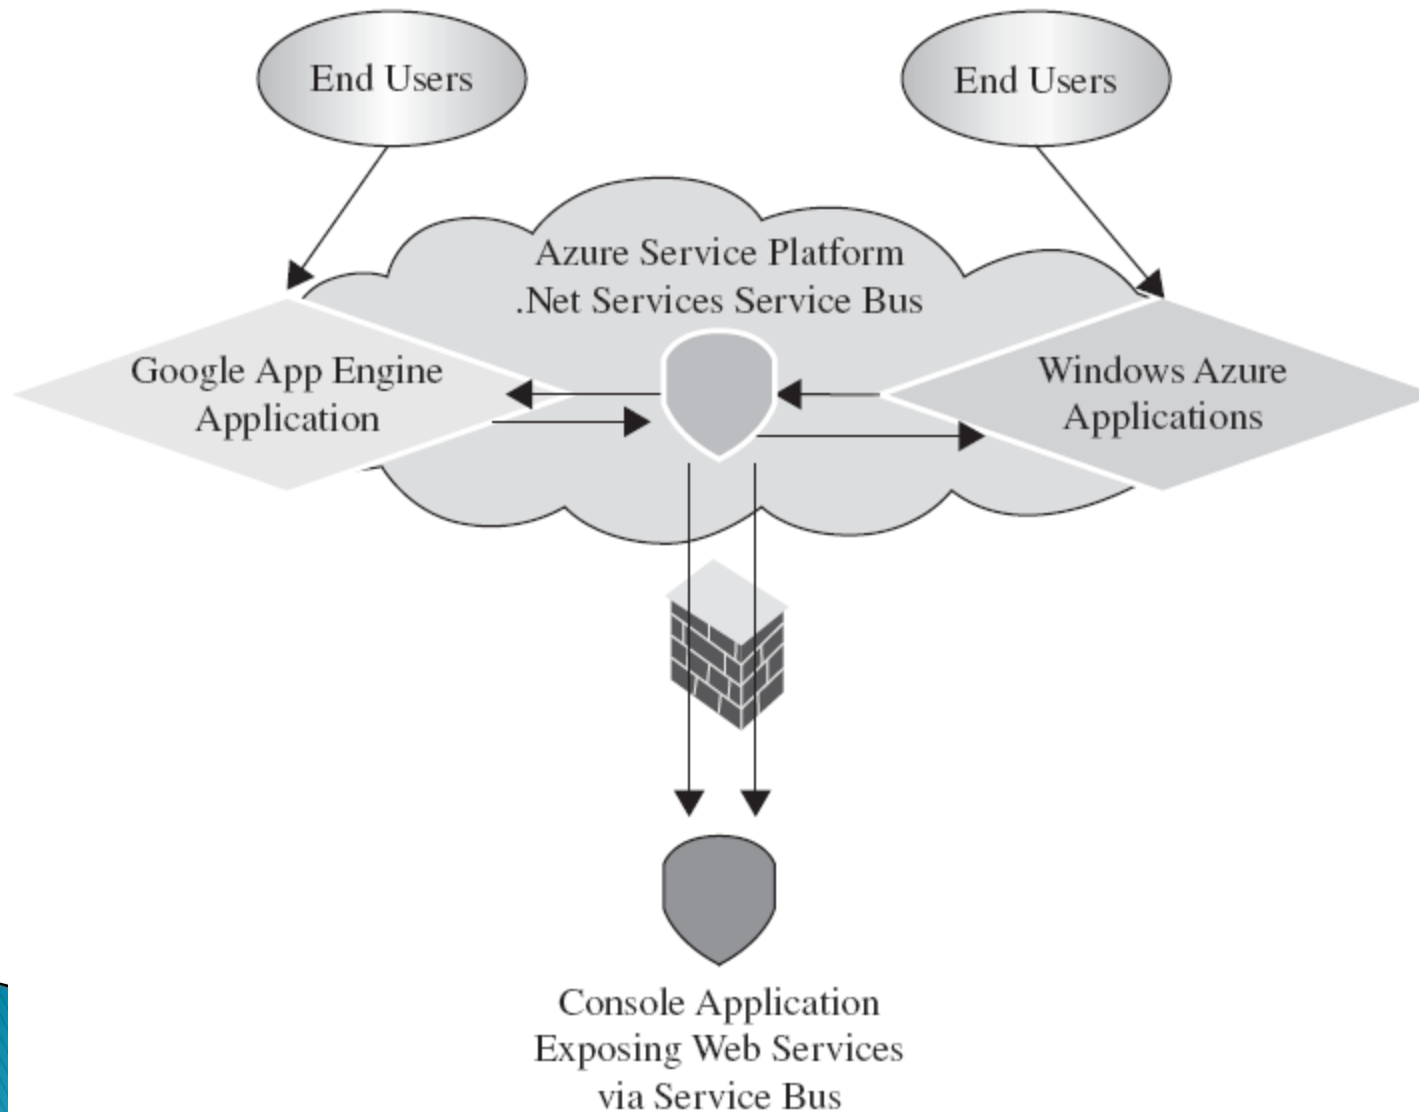 End Users
End Users
Azure Service Platform
.Net Services Service Bus
Google App Engine
Application
Windows Azure
Applications
Console Application
Exposing Web Services
via Service Bus